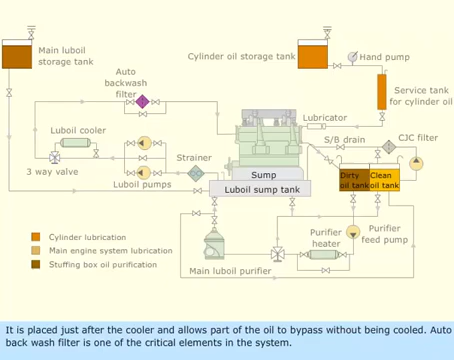 Main luboil
storage tank
Cylinder oil storage tank
Hand pump
Auto
backwash
filter
Service tank
for cylinder oil
Lubricator
Luboil cooler
S/B drain
CJC filter
Strainer
3 way valve
Luboil pumps
Sump
Luboil sump tank
Dirty
oil tank
Clean
oil tank
Purifier
heater
Purifier
feed pump
Main luboil purifier
Cylinder lubrication
Main engine system lubrication
Stuffing box oil purification
It is placed just after the cooler and allows part of the oil to bypass without being cooled. Auto
back wash filter is one of the critical elements in the system.